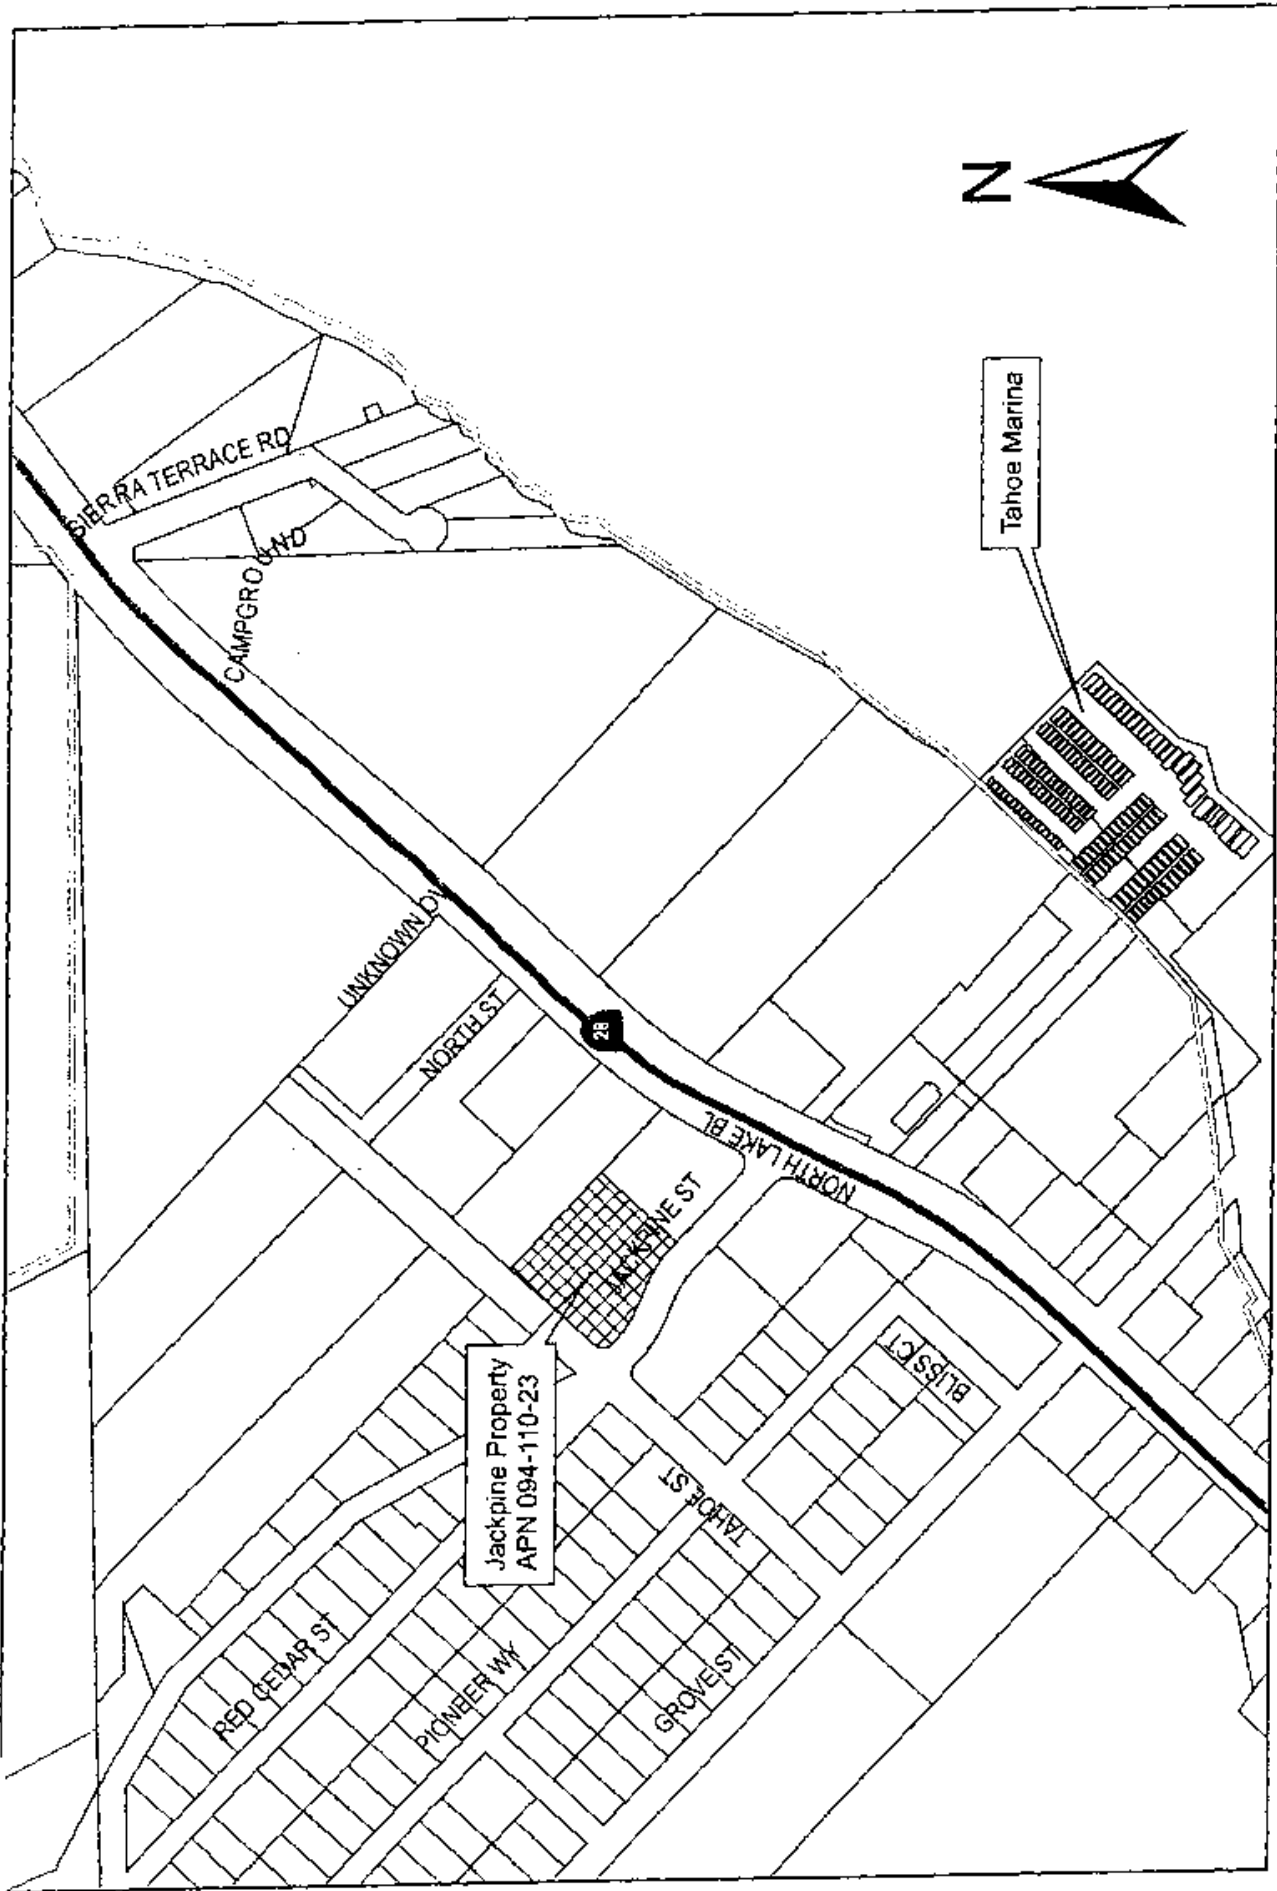 N
Tahoe Marina
SIERRA TERRACE RD
CAMPGROUND
UNKNOWN DV
NORTH ST
28
NORTH LAKE BL
JACKPINE ST
Jackpine Property
APN 094-110-23
BLISS CT
TAHOE ST
RED CEDAR ST
PIONEER WY
GROVE ST